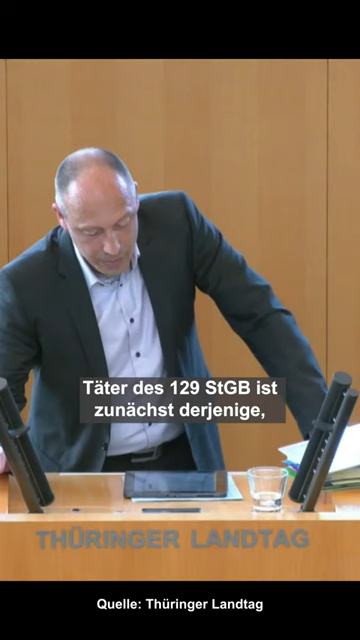 Täter des 129 StGB ist
zunächst derjenige,
THÜRINGER LANDTAG
Quelle: Thüringer Landtag